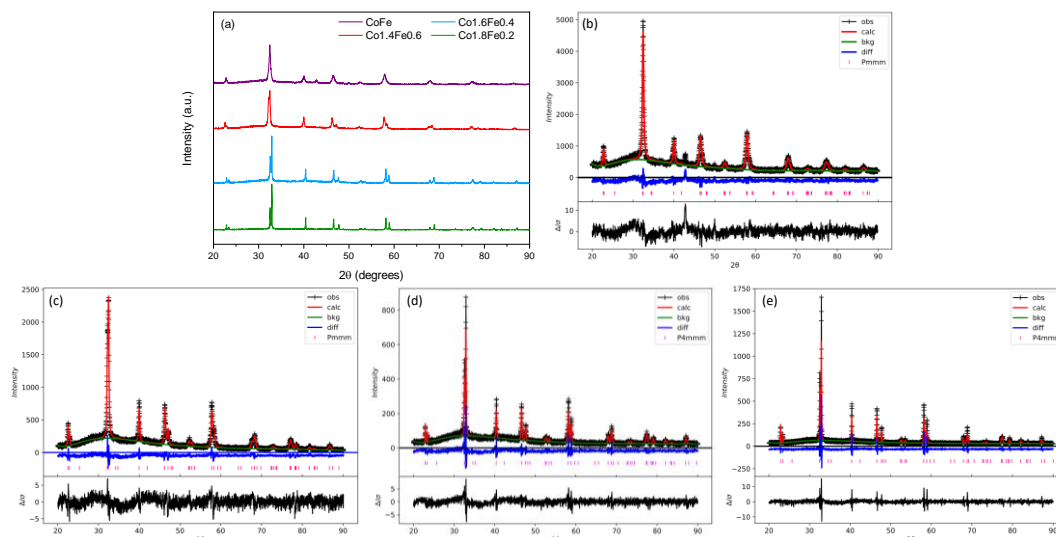 (a)
CoFe
Co1.6Fe0.4
Co1.4Fe0.6
Co1.8Fe0.2
Intensity (a.u.)
20 30 40 50 60 70 80 90
2θ (degrees)
(b)
obs
calc
bkg
diff
Pmmm
5000
4000
3000
2000
1000
0
Intensity
10
0
Δ/σ
20 30 40 50 60 70 80 90
2θ
(c)
obs
calc
bkg
diff
Pmmm
2500
2000
1500
1000
500
0
Intensity
5
0
−5
Δ/σ
20 30 40 50 60 70 80 90
(d)
obs
calc
bkg
diff
P4mmm
800
600
400
200
0
Intensity
5
0
−5
Δ/σ
20 30 40 50 60 70 80 90
(e)
obs
calc
bkg
diff
P4mmm
1750
1500
1250
1000
750
500
250
0
−250
Intensity
10
0
−10
Δ/σ
20 30 40 50 60 70 80 90